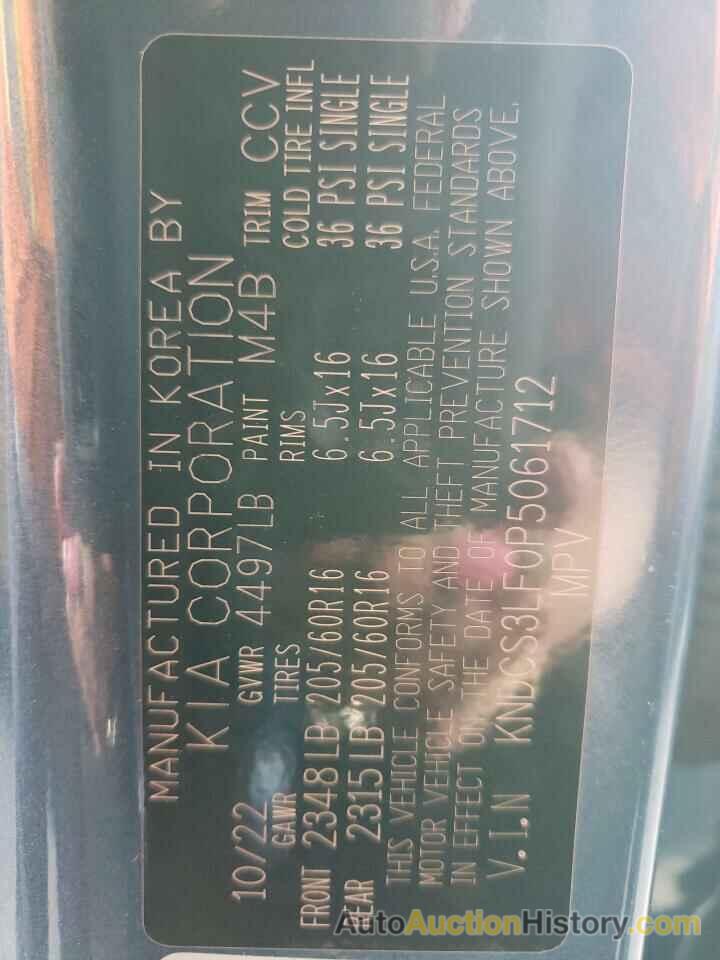 MANUFACTURED IN KOREA BY
KIA CORPORATION
10/22 GVWR 4497LB PAINT M4B TRIM CCV
GAWR TIRES RIMS COLD TIRE INFL
FRONT 2348LB 205/60R16 6.5Jx16 36 PSI SINGLE
REAR 2315LB 205/60R16 6.5Jx16 36 PSI SINGLE
THIS VEHICLE CONFORMS TO ALL APPLICABLE U.S.A. FEDERAL
MOTOR VEHICLE SAFETY AND THEFT PREVENTION STANDARDS
IN EFFECT ON THE DATE OF MANUFACTURE SHOWN ABOVE.
V.I.N KNDCS3LF0P5061712
MPV
AutoAuctionHistory.com